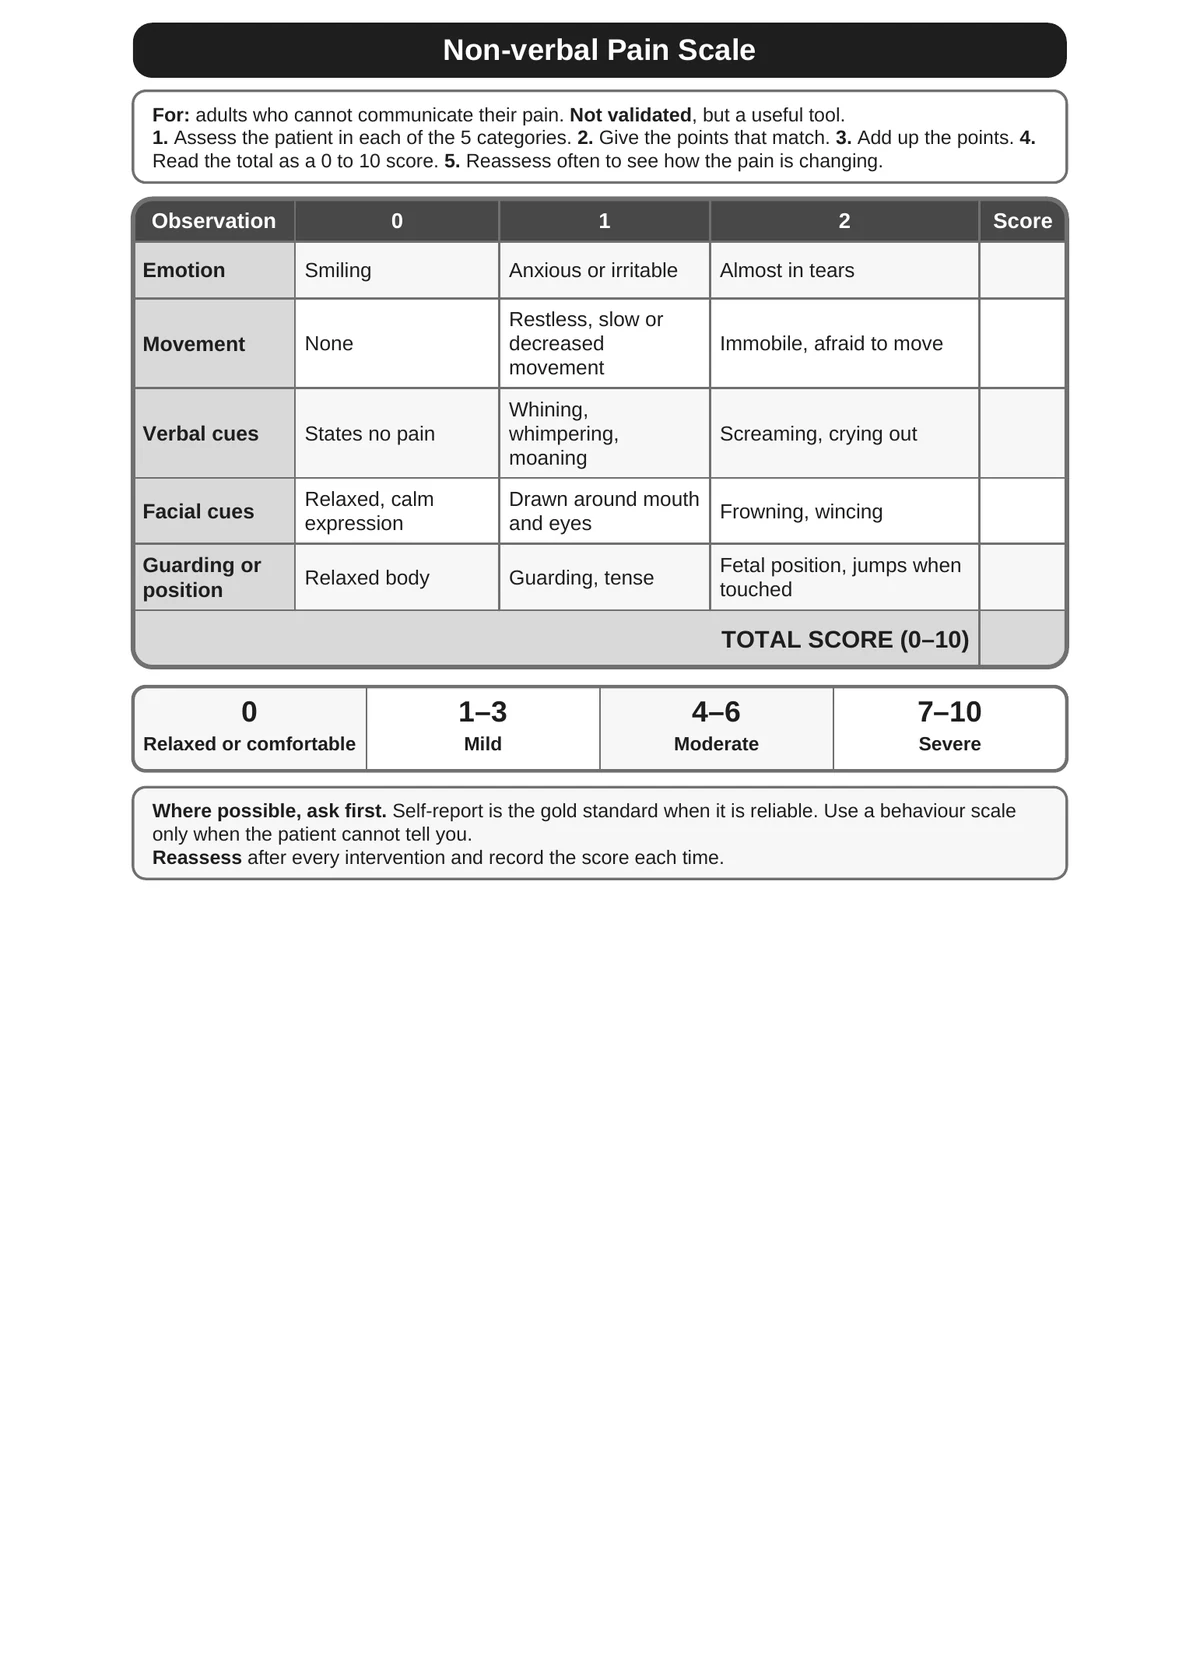 Non-verbal Pain Scale
For: adults who cannot communicate their pain. Not validated, but a useful tool.
1. Assess the patient in each of the 5 categories. 2. Give the points that match. 3. Add up the points. 4.
Read the total as a 0 to 10 score. 5. Reassess often to see how the pain is changing.
Observation 0 1 2 Score
Emotion Smiling Anxious or irritable Almost in tears
Movement None Restless, slow or
decreased
movement Immobile, afraid to move
Verbal cues States no pain Whining,
whimpering,
moaning Screaming, crying out
Facial cues Relaxed, calm
expression Drawn around mouth
and eyes Frowning, wincing
Guarding or
position Relaxed body Guarding, tense Fetal position, jumps when
touched
TOTAL SCORE (0–10)
0 1–3 4–6 7–10
Relaxed or comfortable Mild Moderate Severe
Where possible, ask first. Self-report is the gold standard when it is reliable. Use a behaviour scale
only when the patient cannot tell you.
Reassess after every intervention and record the score each time.